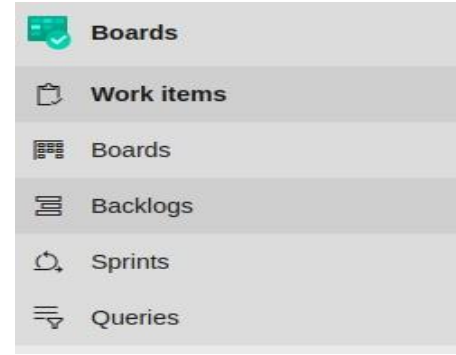 Boards
Work items
Boards
Backlogs
Sprints
Queries